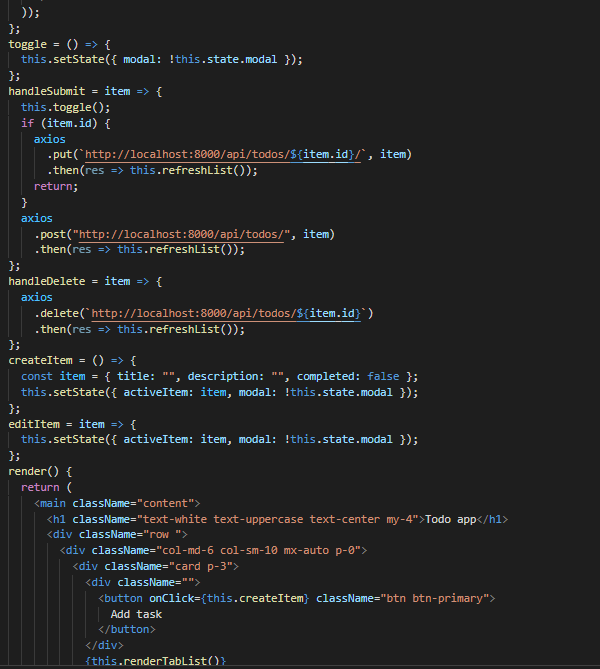 ));
};
toggle = () => {
this.setState({ modal: !this.state.modal });
};
handleSubmit = item => {
this.toggle();
if (item.id) {
axios
.put(`http://localhost:8000/api/todos/${item.id}/`, item)
.then(res => this.refreshList());
return;
}
axios
.post("http://localhost:8000/api/todos/", item)
.then(res => this.refreshList());
};
handleDelete = item => {
axios
.delete(`http://localhost:8000/api/todos/${item.id}`)
.then(res => this.refreshList());
};
createItem = () => {
const item = { title: "", description: "", completed: false };
this.setState({ activeItem: item, modal: !this.state.modal });
};
editItem = item => {
this.setState({ activeItem: item, modal: !this.state.modal });
};
render() {
return (
<main className="content">
<h1 className="text-white text-uppercase text-center my-4">Todo app</h1>
<div className="row ">
<div className="col-md-6 col-sm-10 mx-auto p-0">
<div className="card p-3">
<div className="">
<button onClick={this.createItem} className="btn btn-primary">
Add task
</button>
</div>
{this.renderTabList()}